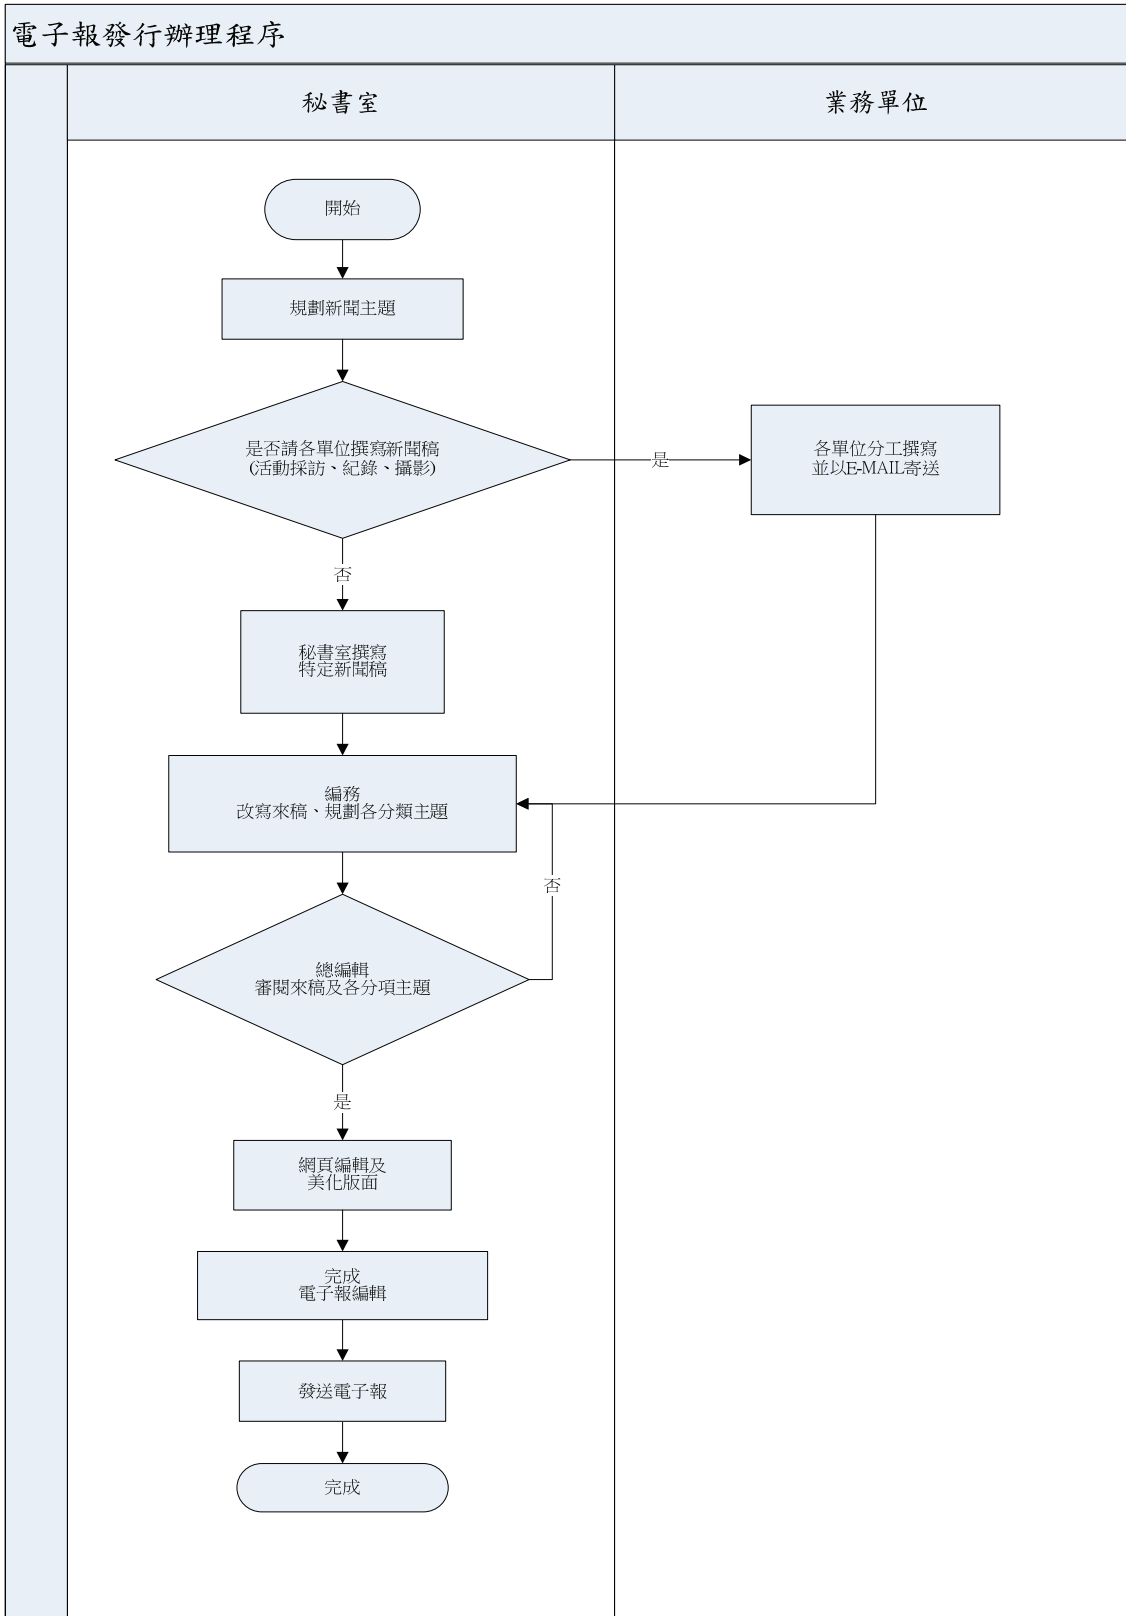 電子報發行辦理程序
秘書室
業務單位
開始
規劃新聞主題
是否請各單位撰寫新聞稿
(活動採訪、紀錄、攝影)
是
各單位分工撰寫
並以E-MAIL寄送
否
秘書室撰寫
特定新聞稿
編務
改寫來稿、規劃各分類主題
否
總編輯
審閱來稿及各分項主題
是
網頁編輯及
美化版面
完成
電子報編輯
發送電子報
完成